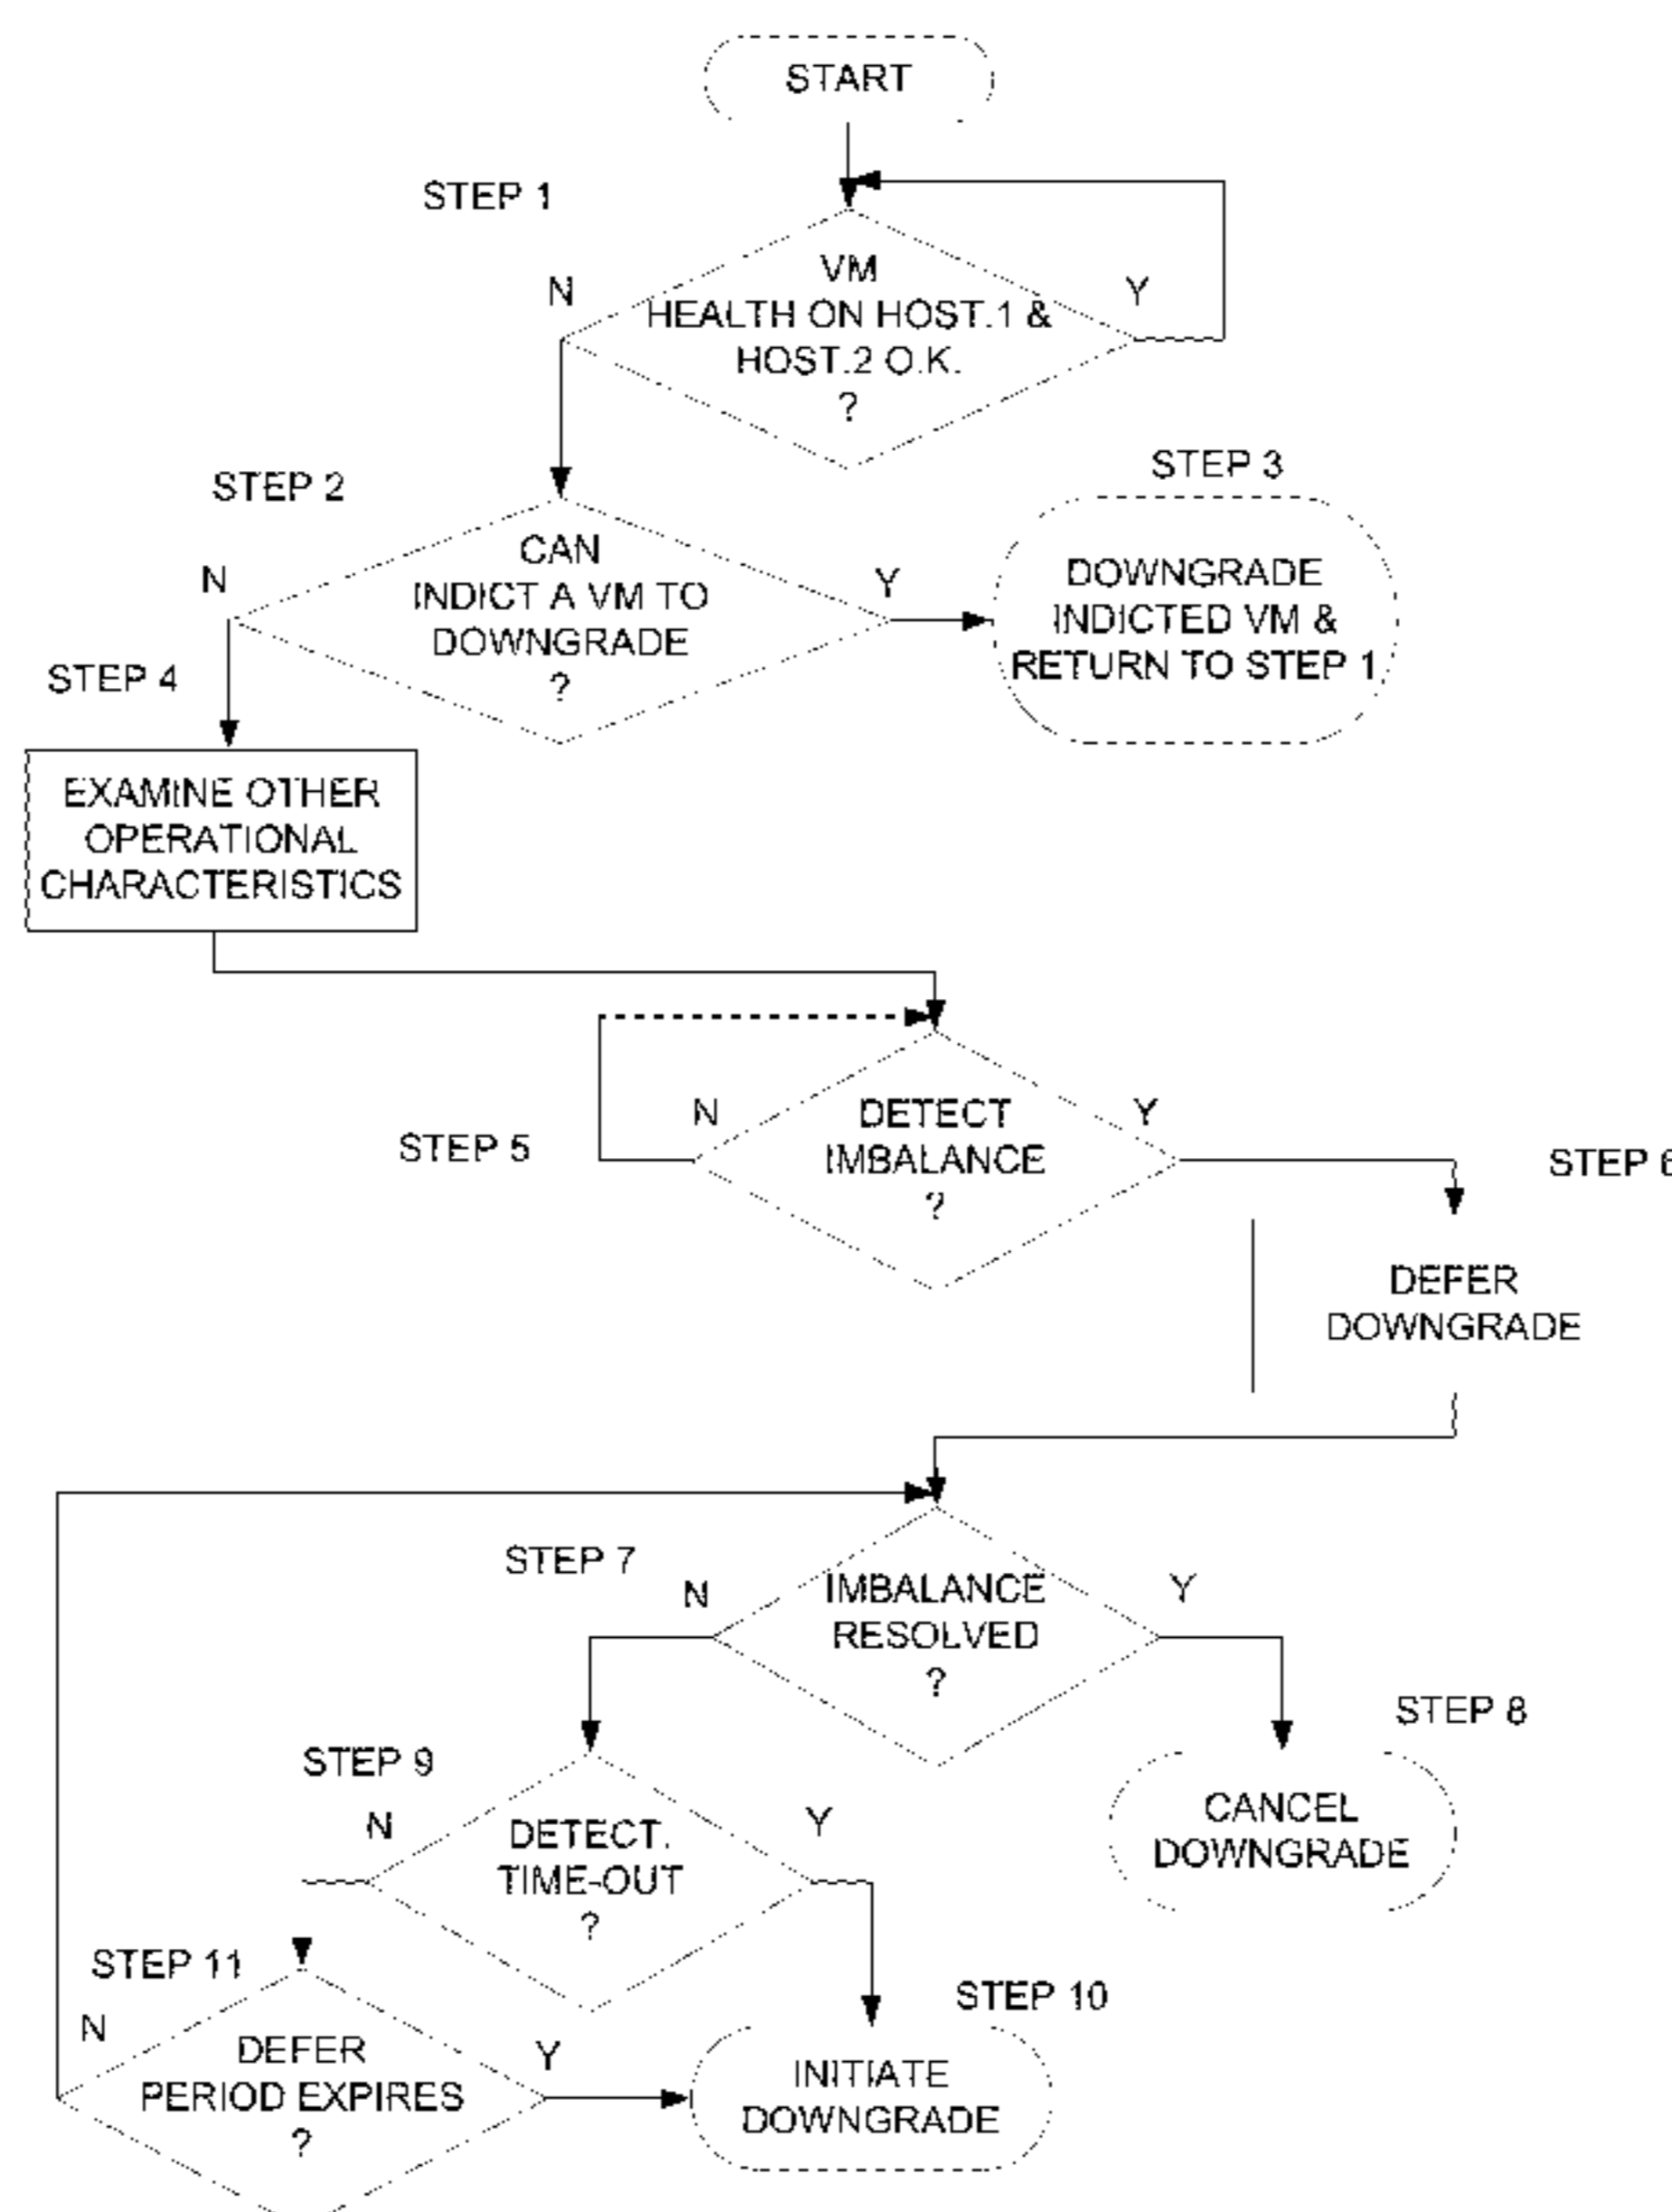 START
STEP 1
VM
HEALTH ON HOST.1 &
HOST.2 O.K.
?
N
Y
STEP 2
CAN
INDICT A VM TO
DOWNGRADE
?
N
Y
STEP 3
DOWNGRADE
INDICTED VM &
RETURN TO STEP 1
STEP 4
EXAMINE OTHER
OPERATIONAL
CHARACTERISTICS
STEP 5
N
DETECT
IMBALANCE
?
Y
STEP 6
DEFER
DOWNGRADE
STEP 7
N
IMBALANCE
RESOLVED
?
Y
STEP 8
CANCEL
DOWNGRADE
STEP 9
N
DETECT.
TIME-OUT
?
Y
STEP 10
INITIATE
DOWNGRADE
STEP 11
N
DEFER
PERIOD EXPIRES
?
Y